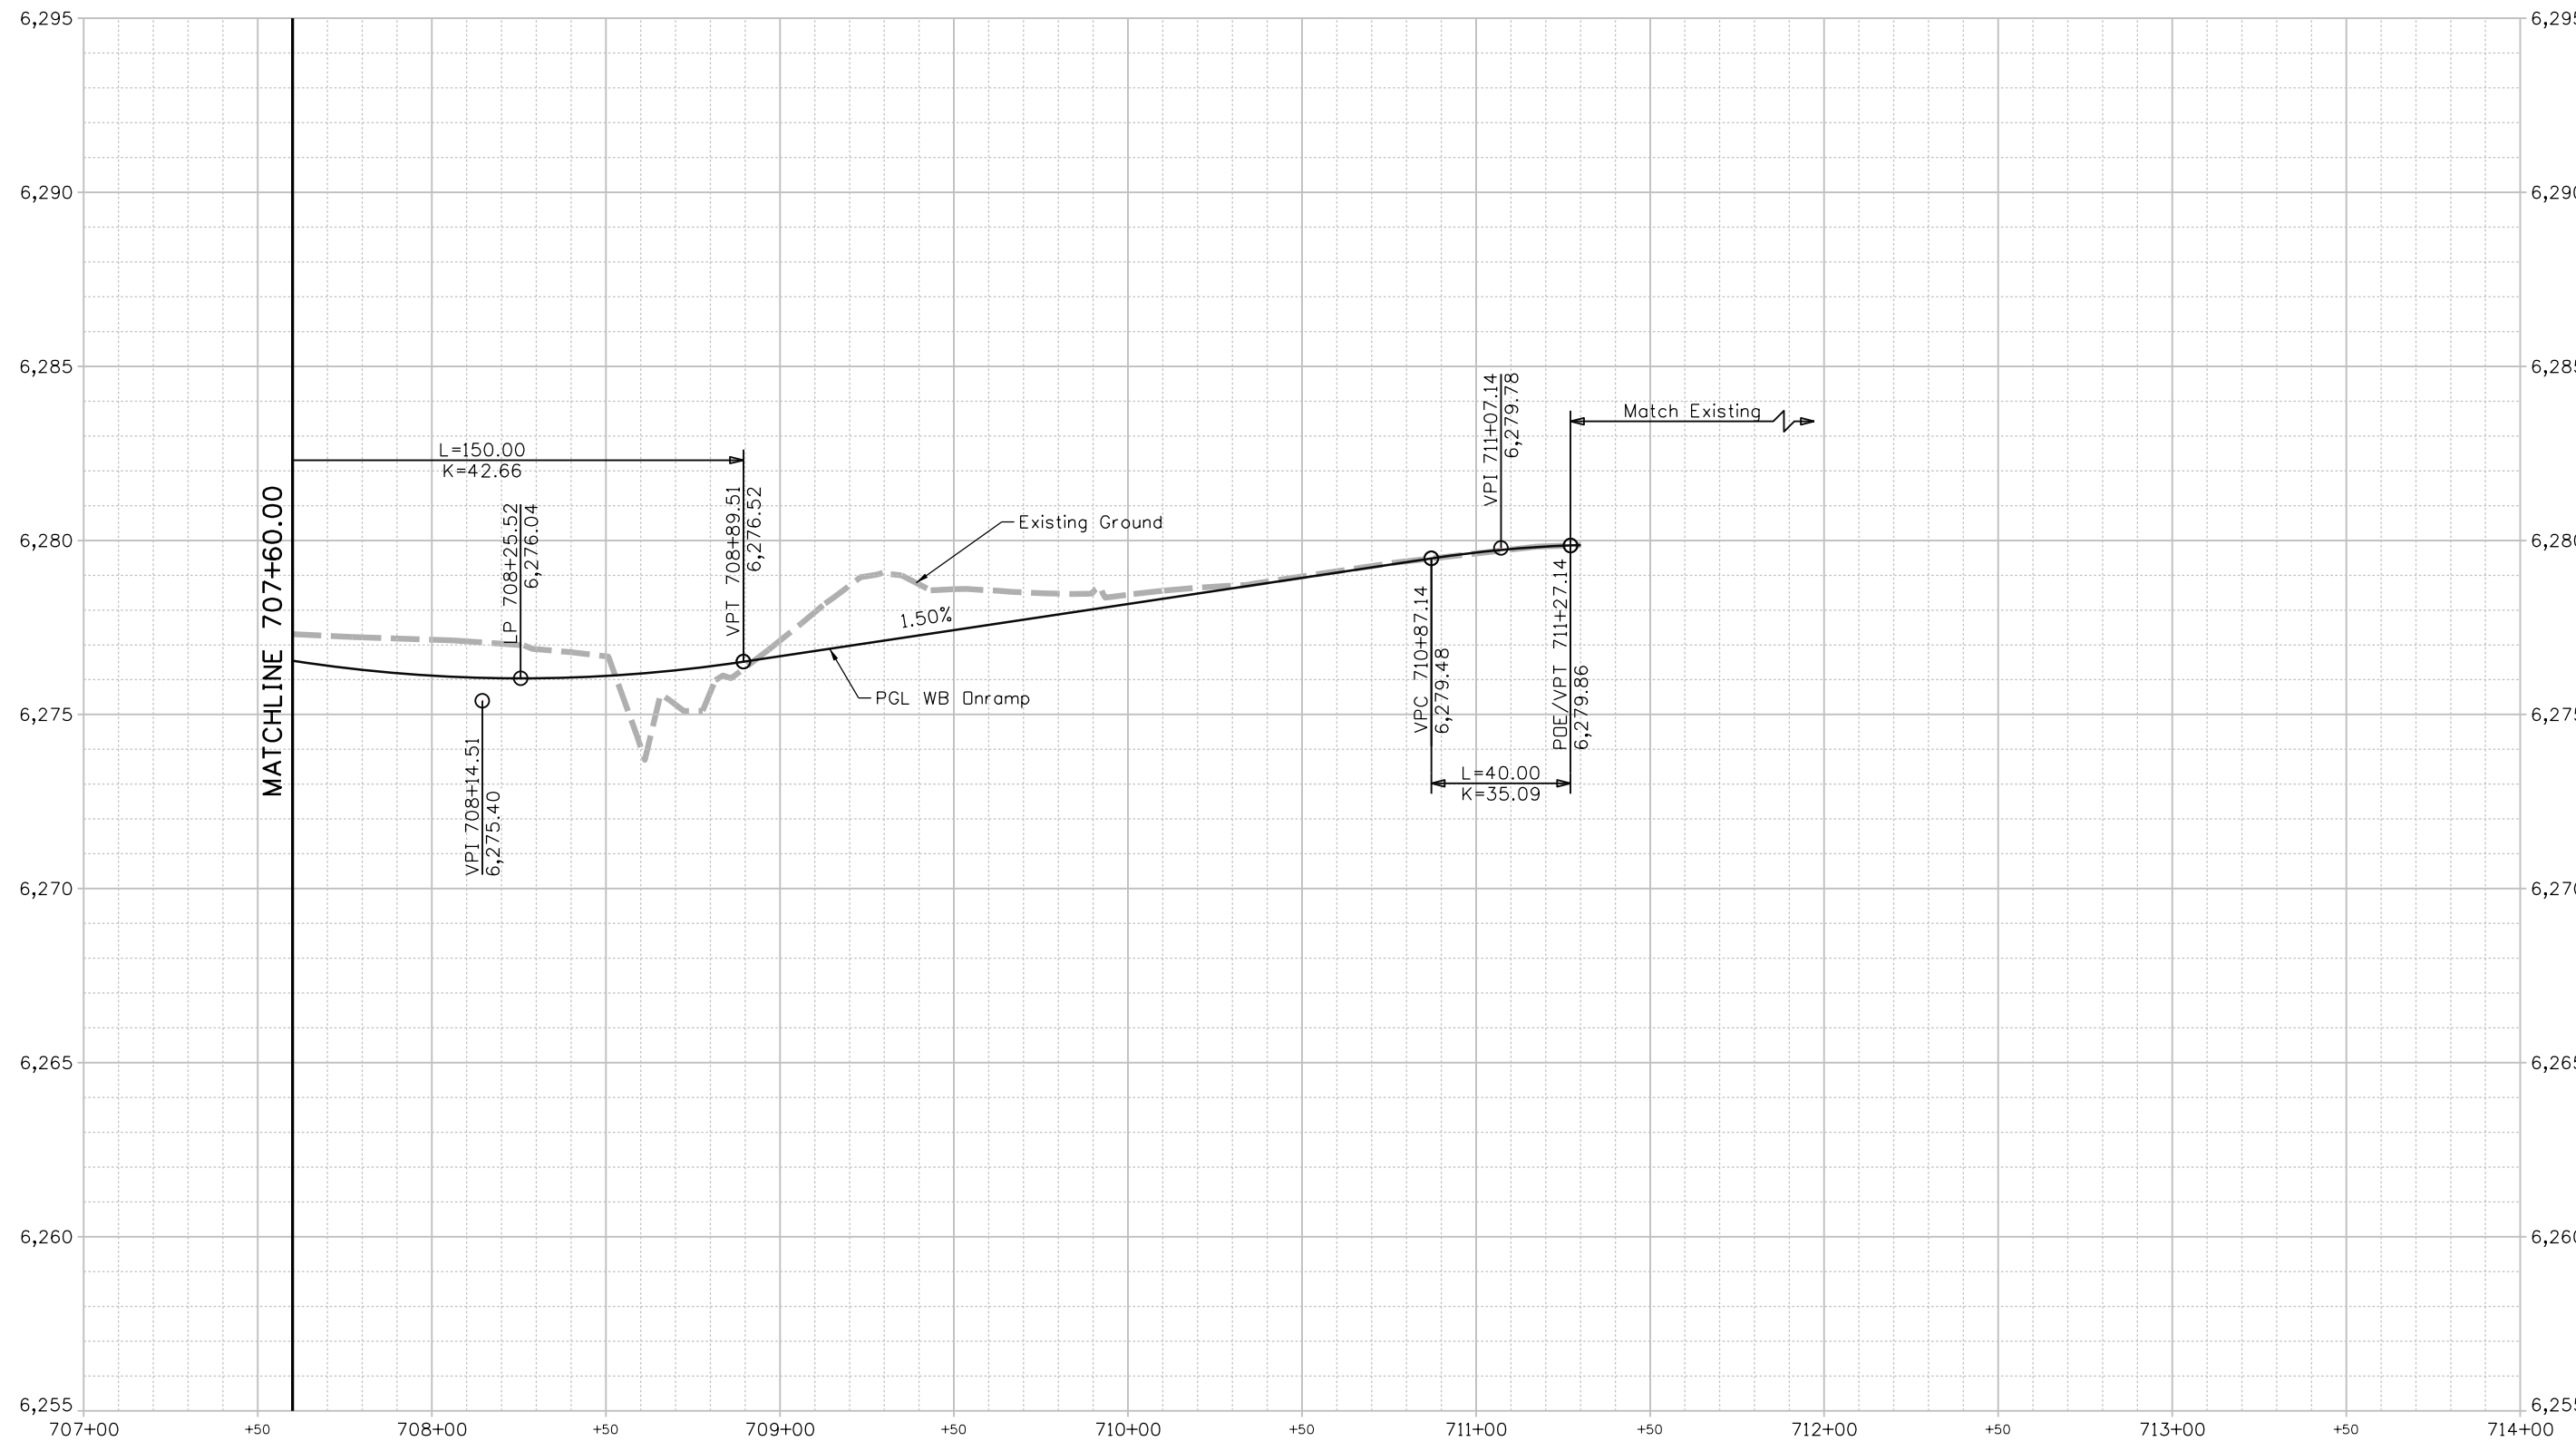 6,295
6,290
6,285
6,280
6,275
6,270
6,265
6,260
6,255
MATCHLINE 707+60.00
L=150.00
K=42.66
LP 708+25.52
6,276.04
VPI 708+14.51
6,275.40
VPT 708+89.51
6,276.52
1.50%
Existing Ground
PGL WB Onramp
VPC 710+87.14
6,279.48
VPI 711+07.14
6,279.78
POE/VPT 711+27.14
6,279.86
L=40.00
K=35.09
Match Existing
6,295
6,290
6,285
6,280
6,275
6,270
6,265
6,260
6,255
707+00 +50 708+00 +50 709+00 +50 710+00 +50 711+00 +50 712+00 +50 713+00 +50 714+00